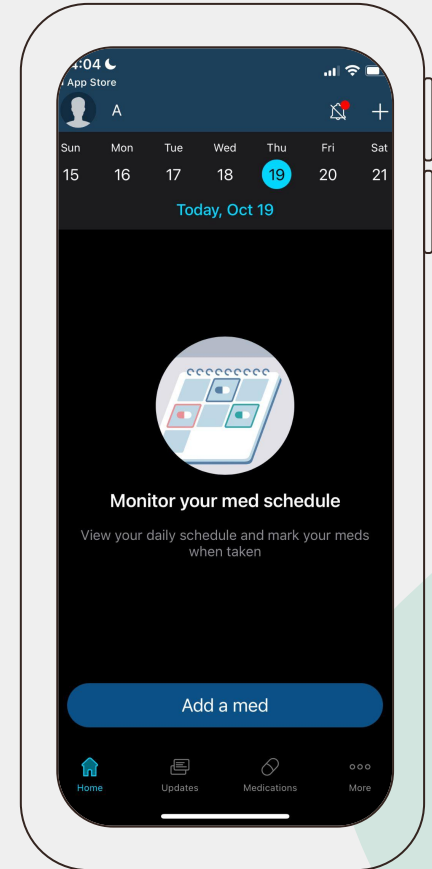 :04
App Store
A
Sun Mon Tue Wed Thu Fri Sat
15 16 17 18 19 20 21
Today, Oct 19
Monitor your med schedule
View your daily schedule and mark your meds
when taken
Add a med
Home Updates Medications More